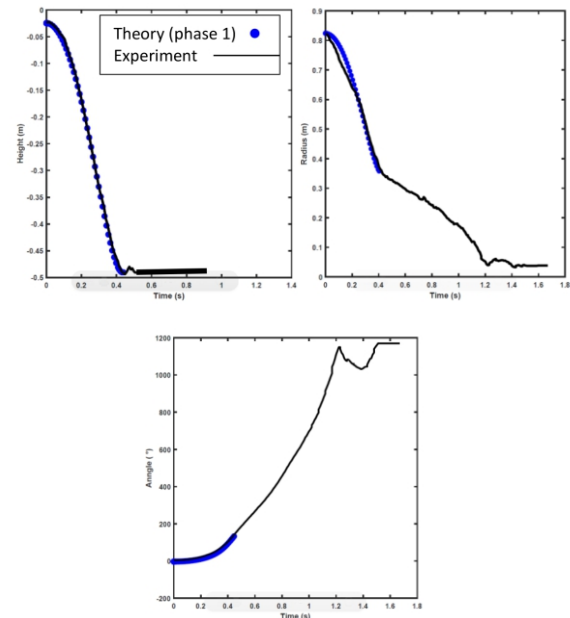 Theory (phase 1)
Experiment
0
-0.05
-0.1
-0.15
-0.2
-0.25
-0.3
-0.35
-0.4
-0.45
-0.5
Height (m)
0 0.2 0.4 0.6 0.8 1 1.2 1.4
Time (s)
0.9
0.8
0.7
0.6
0.5
0.4
0.3
0.2
0.1
0
Radius (m)
0 0.2 0.4 0.6 0.8 1 1.2 1.4 1.6 1.8
Time (s)
1200
1000
800
600
400
200
0
-200
Anngle ( °)
0 0.2 0.4 0.6 0.8 1 1.2 1.4 1.6 1.8
Time (s)